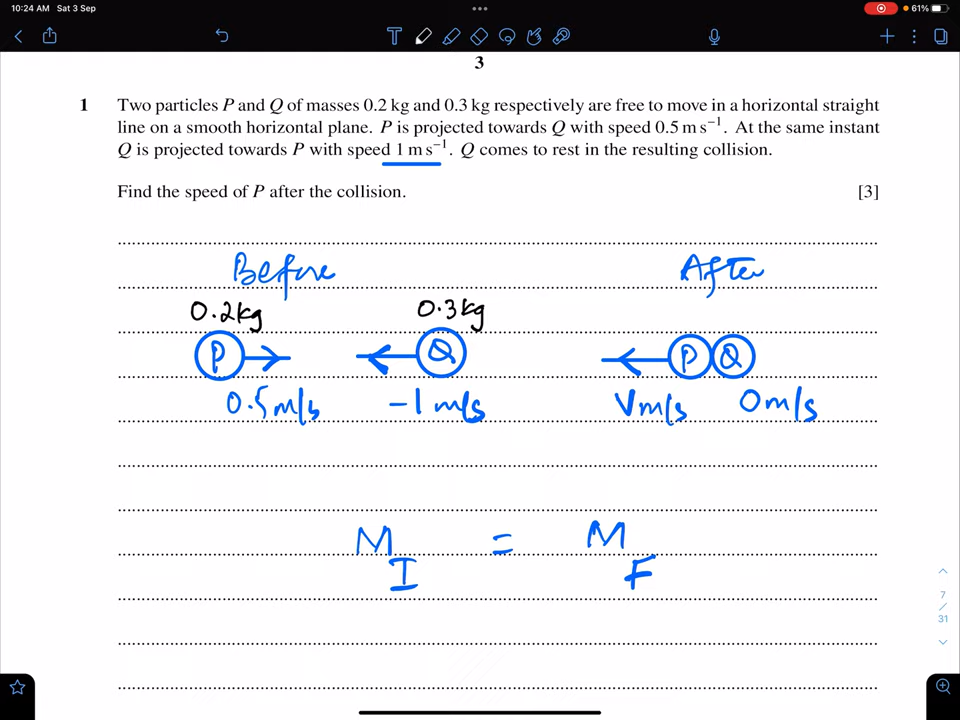 10:24 AM Sat 3 Sep
61%
3
1 Two particles P and Q of masses 0.2 kg and 0.3 kg respectively are free to move in a horizontal straight
line on a smooth horizontal plane. P is projected towards Q with speed 0.5 m s⁻¹. At the same instant
Q is projected towards P with speed 1 m s⁻¹. Q comes to rest in the resulting collision.
Find the speed of P after the collision. [3]
Before After
0.2kg 0.3kg
P Q P Q
0.5m/s -1m/s Vm/s 0m/s
M_I = M_F
7
/
31